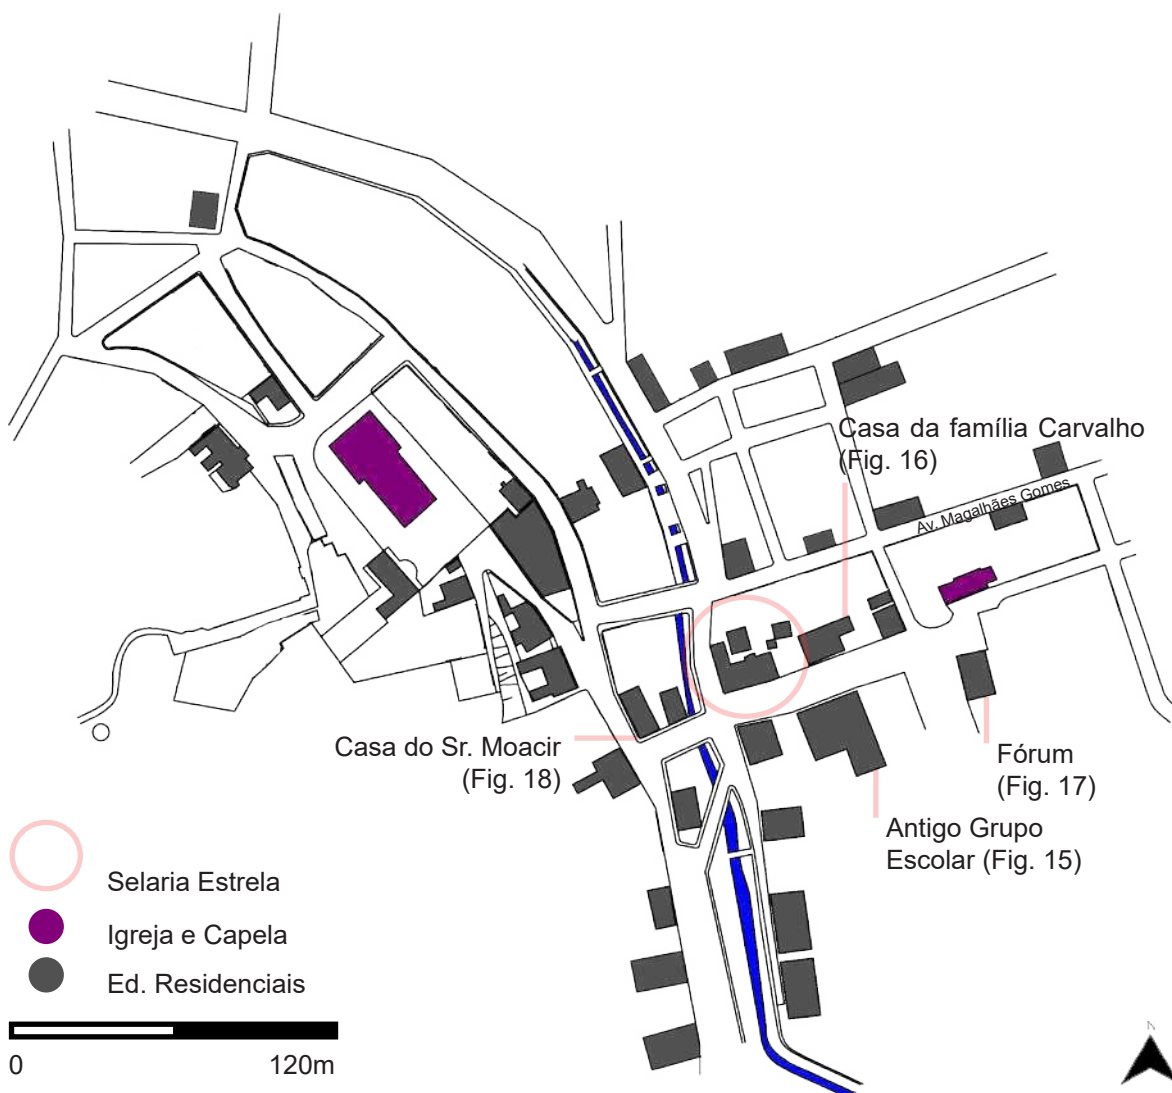 Casa da família Carvalho
(Fig. 16)
Av. Magalhães Gomes
Casa do Sr. Moacir
(Fig. 18)
Fórum
(Fig. 17)
Antigo Grupo
Escolar (Fig. 15)
Selaria Estrela
Igreja e Capela
Ed. Residenciais
0 120m
N